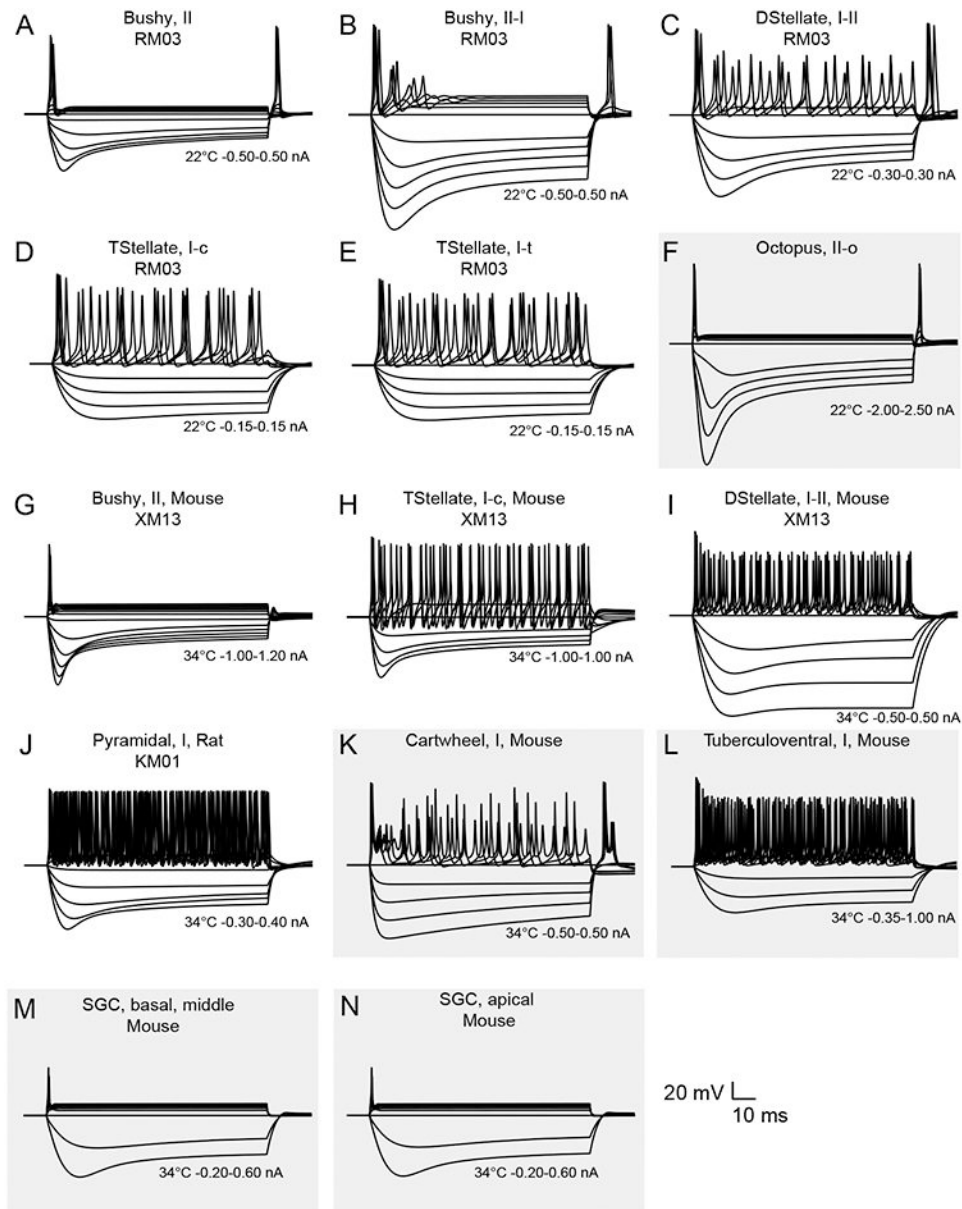 A
Bushy, II
RM03
22°C -0.50-0.50 nA
B
Bushy, II-I
RM03
22°C -0.50-0.50 nA
C
DStellate, I-II
RM03
22°C -0.30-0.30 nA
D
TStellate, I-c
RM03
22°C -0.15-0.15 nA
E
TStellate, I-t
RM03
22°C -0.15-0.15 nA
F
Octopus, II-o
22°C -2.00-2.50 nA
G
Bushy, II, Mouse
XM13
34°C -1.00-1.20 nA
H
TStellate, I-c, Mouse
XM13
34°C -1.00-1.00 nA
I
DStellate, I-II, Mouse
XM13
34°C -0.50-0.50 nA
J
Pyramidal, I, Rat
KM01
34°C -0.30-0.40 nA
K
Cartwheel, I, Mouse
34°C -0.50-0.50 nA
L
Tuberculoventral, I, Mouse
34°C -0.35-1.00 nA
M
SGC, basal, middle
Mouse
34°C -0.20-0.60 nA
N
SGC, apical
Mouse
34°C -0.20-0.60 nA
20 mV
10 ms